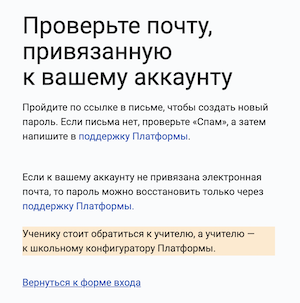 Проверьте почту,
привязанную
к вашему аккаунту
Пройдите по ссылке в письме, чтобы создать новый
пароль. Если письма нет, проверьте «Спам», а затем
напишите в поддержку Платформы.
Если к вашему аккаунту не привязана электронная
почта, то пароль можно восстановить только через
поддержку Платформы.
Ученику стоит обратиться к учителю, а учителю —
к школьному конфигуратору Платформы.
Вернуться к форме входа